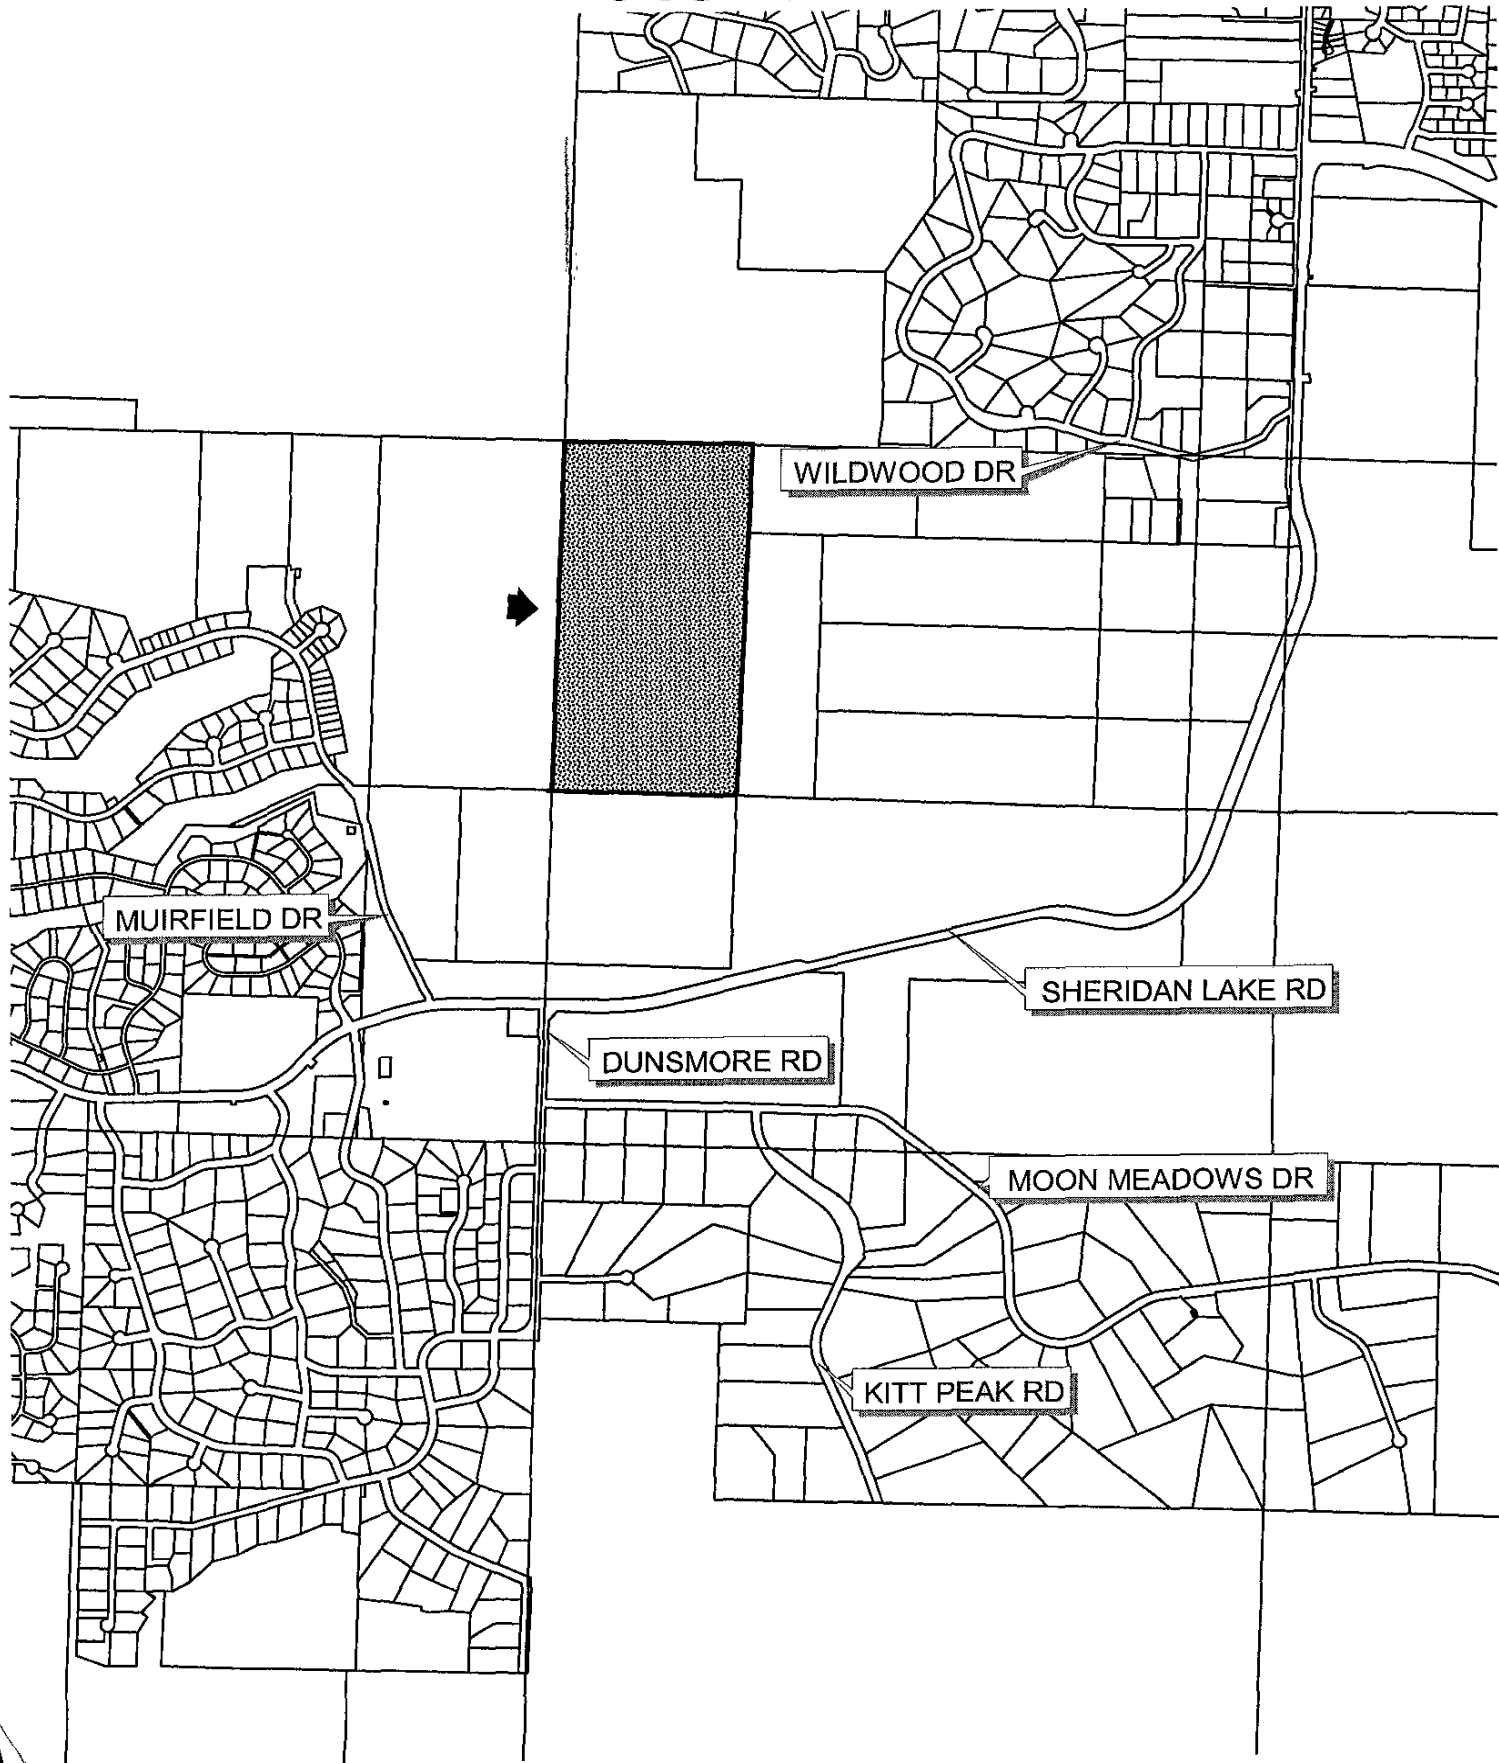 WILDWOOD DR
MUIRFIELD DR
SHERIDAN LAKE RD
DUNSMORE RD
MOON MEADOWS DR
KITT PEAK RD